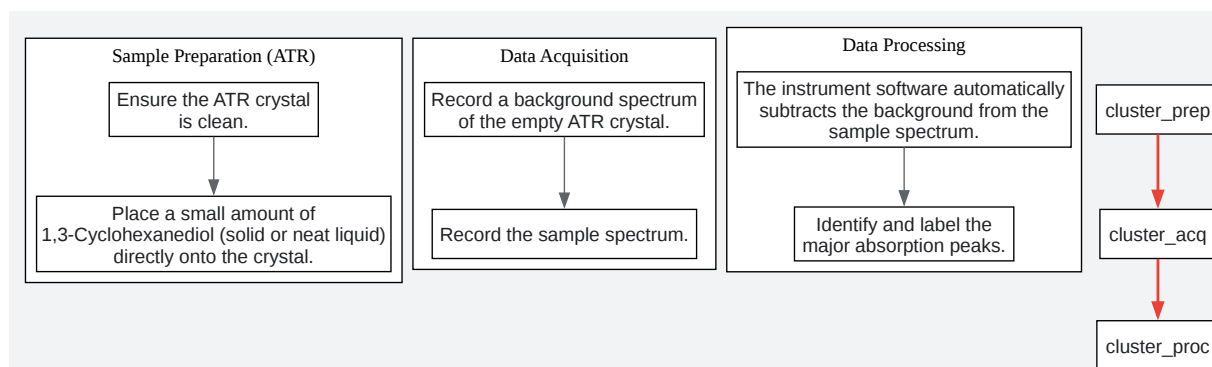 Sample Preparation (ATR)
Ensure the ATR crystal
is clean.
Place a small amount of
1,3-Cyclohexanediol (solid or neat liquid)
directly onto the crystal.
Data Acquisition
Record a background spectrum
of the empty ATR crystal.
Record the sample spectrum.
Data Processing
The instrument software automatically
subtracts the background from the
sample spectrum.
Identify and label the
major absorption peaks.
cluster_prep
cluster_acq
cluster_proc